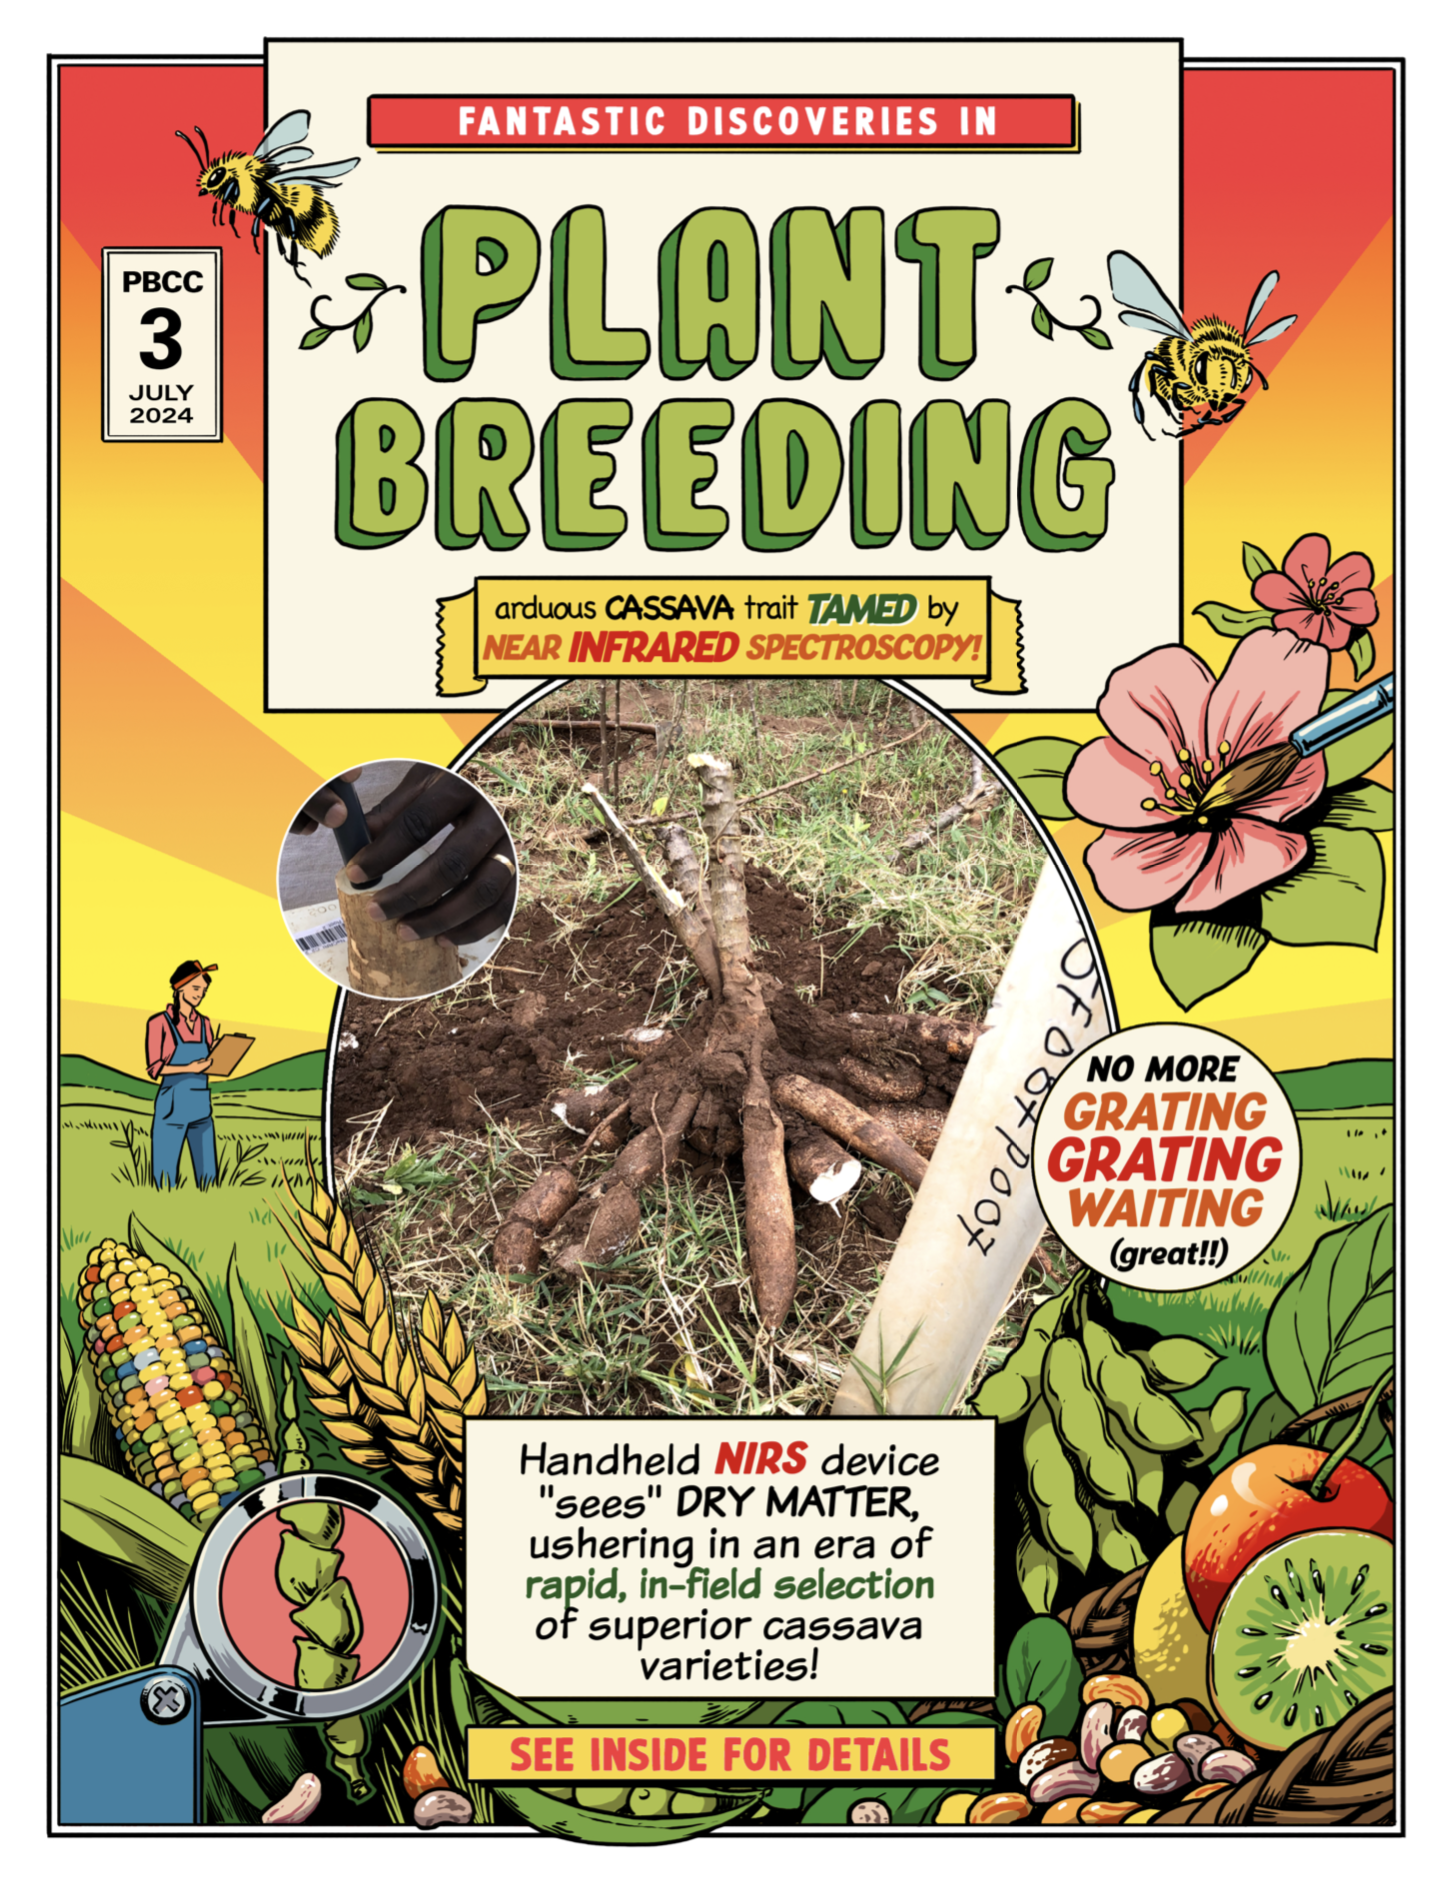 FANTASTIC DISCOVERIES IN
PLANT
BREEDING
PBCC
3
JULY
2024
arduous CASSAVA trait TAMED by
NEAR INFRARED SPECTROSCOPY!
NO MORE
GRATING
GRATING
WAITING
(great!!)
Handheld NIRS device
"sees" DRY MATTER,
ushering in an era of
rapid, in-field selection
of superior cassava
varieties!
SEE INSIDE FOR DETAILS